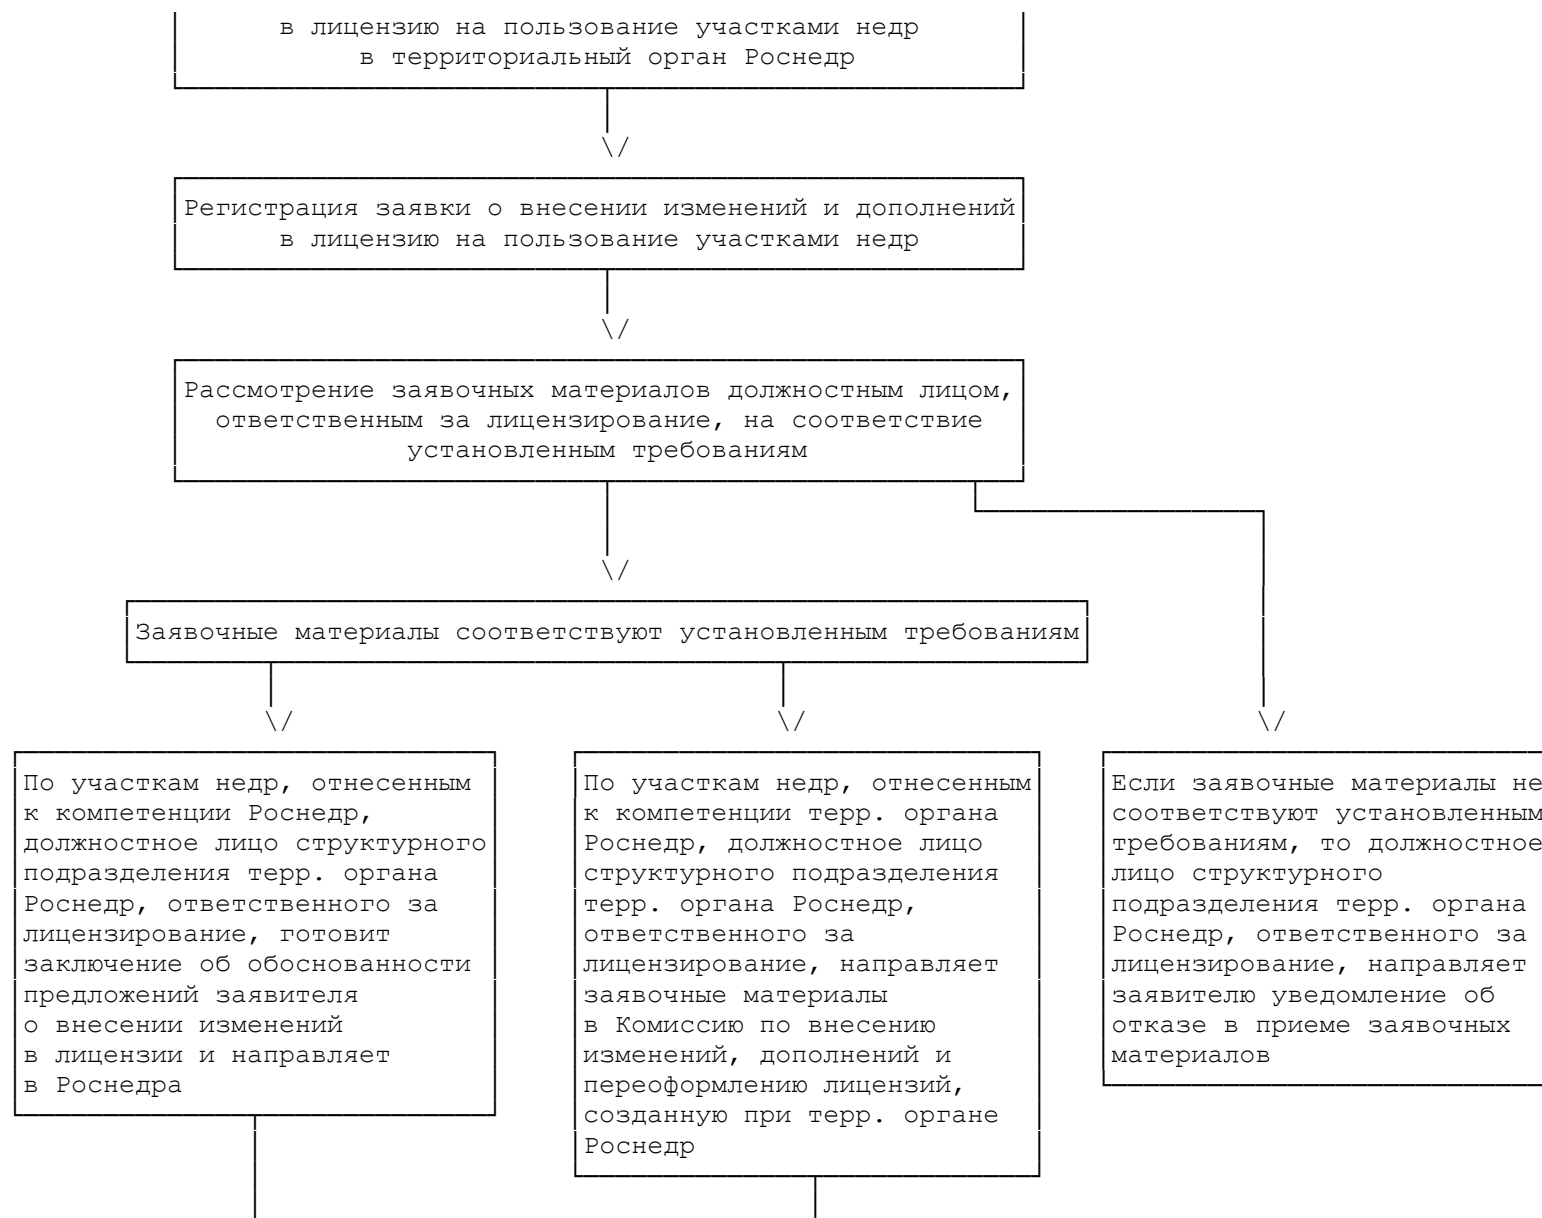 в лицензию на пользование участками недр
в территориальный орган Роснедр
\/
Регистрация заявки о внесении изменений и дополнений
в лицензию на пользование участками недр
\/
Рассмотрение заявочных материалов должностным лицом,
ответственным за лицензирование, на соответствие
установленным требованиям
\/
Заявочные материалы соответствуют установленным требованиям
\/
\/
\/
По участкам недр, отнесенным
к компетенции Роснедр,
должностное лицо структурного
подразделения терр. органа
Роснедр, ответственного за
лицензирование, готовит
заключение об обоснованности
предложений заявителя
о внесении изменений
в лицензии и направляет
в Роснедра
По участкам недр, отнесенным
к компетенции терр. органа
Роснедр, должностное лицо
структурного подразделения
терр. органа Роснедр,
ответственного за
лицензирование, направляет
заявочные материалы
в Комиссию по внесению
изменений, дополнений и
переоформлению лицензий,
созданную при терр. органе
Роснедр
Если заявочные материалы не
соответствуют установленным
требованиям, то должностное
лицо структурного
подразделения терр. органа
Роснедр, ответственного за
лицензирование, направляет
заявителю уведомление об
отказе в приеме заявочных
материалов